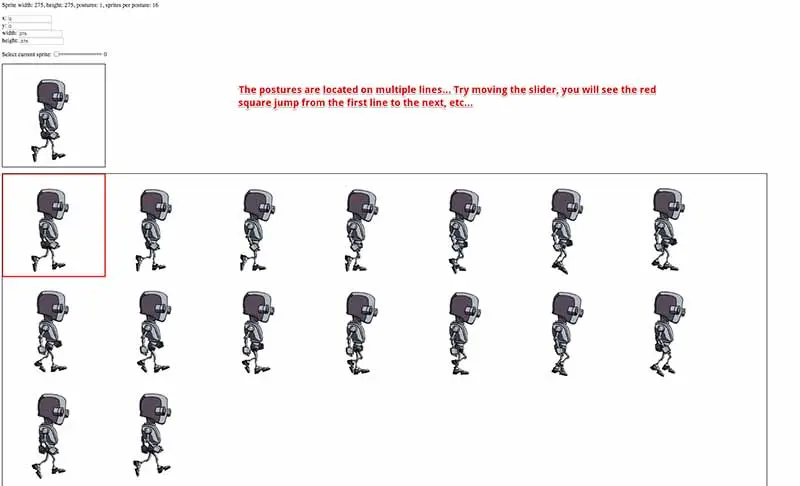 Sprite width: 275, height: 275, postures: 1, sprites per posture: 16
x: 0
y: 0
width: 275
height: 275
Select current sprite: 0
The postures are located on multiple lines... Try moving the slider, you will see the red
square jump from the first line to the next, etc...